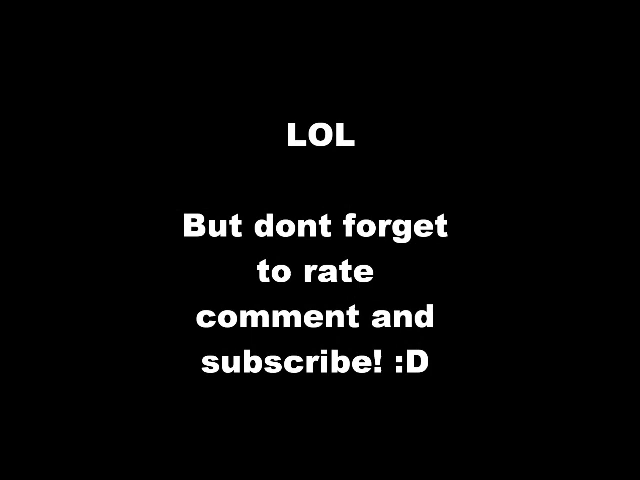 LOL
But dont forget
to rate
comment and
subscribe! :D